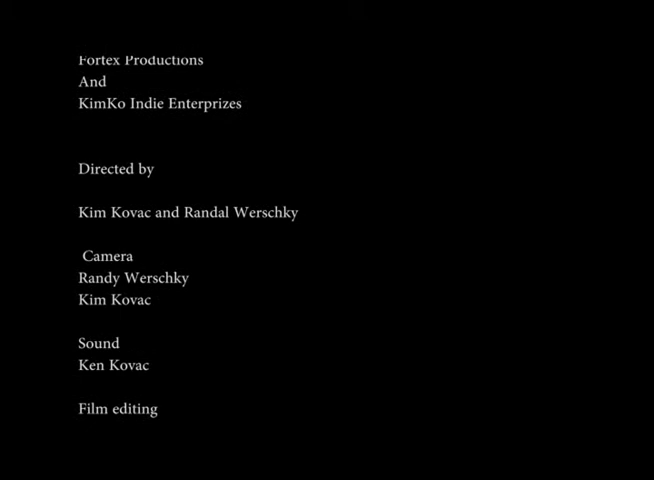 Fortex Productions
And
KimKo Indie Enterprizes
Directed by
Kim Kovac and Randal Werschky
Camera
Randy Werschky
Kim Kovac
Sound
Ken Kovac
Film editing